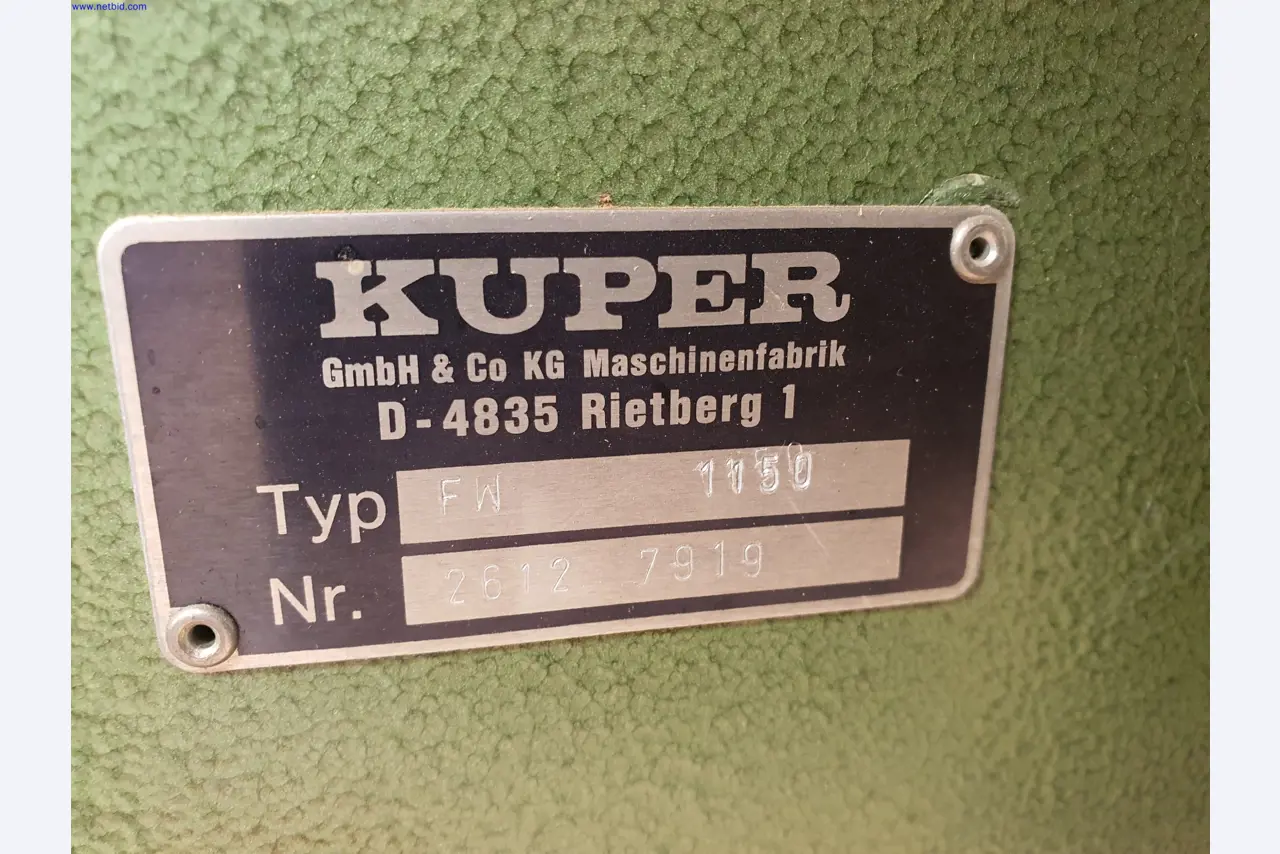 www.netbid.com
KUPER
GmbH & Co KG Maschinenfabrik
D-4835 Rietberg 1
Typ FW 1150
Nr. 2612 7919